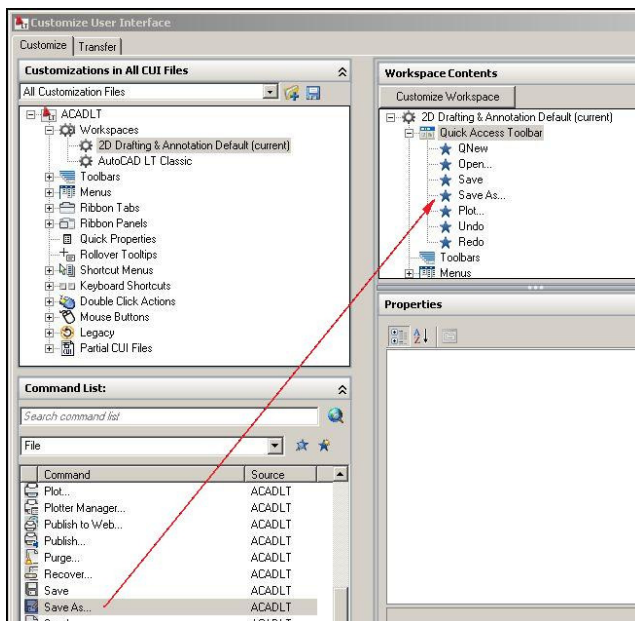 Customize User Interface
Customize
Transfer
Customizations in All CUI Files
All Customization Files
ACADLT
Workspaces
2D Drafting & Annotation Default (current)
AutoCAD LT Classic
Toolbars
Menus
Ribbon Tabs
Ribbon Panels
Quick Properties
Rollover Tooltips
Shortcut Menus
Keyboard Shortcuts
Double Click Actions
Mouse Buttons
Legacy
Partial CUI Files
Command List:
Search command list
File
Command Source
Plot... ACADLT
Plotter Manager... ACADLT
Publish to Web... ACADLT
Publish... ACADLT
Purge... ACADLT
Recover... ACADLT
Save ACADLT
Save As... ACADLT
Workspace Contents
Customize Workspace
2D Drafting & Annotation Default (current)
Quick Access Toolbar
QNew
Open...
Save
Save As...
Plot...
Undo
Redo
Toolbars
Menus
Properties